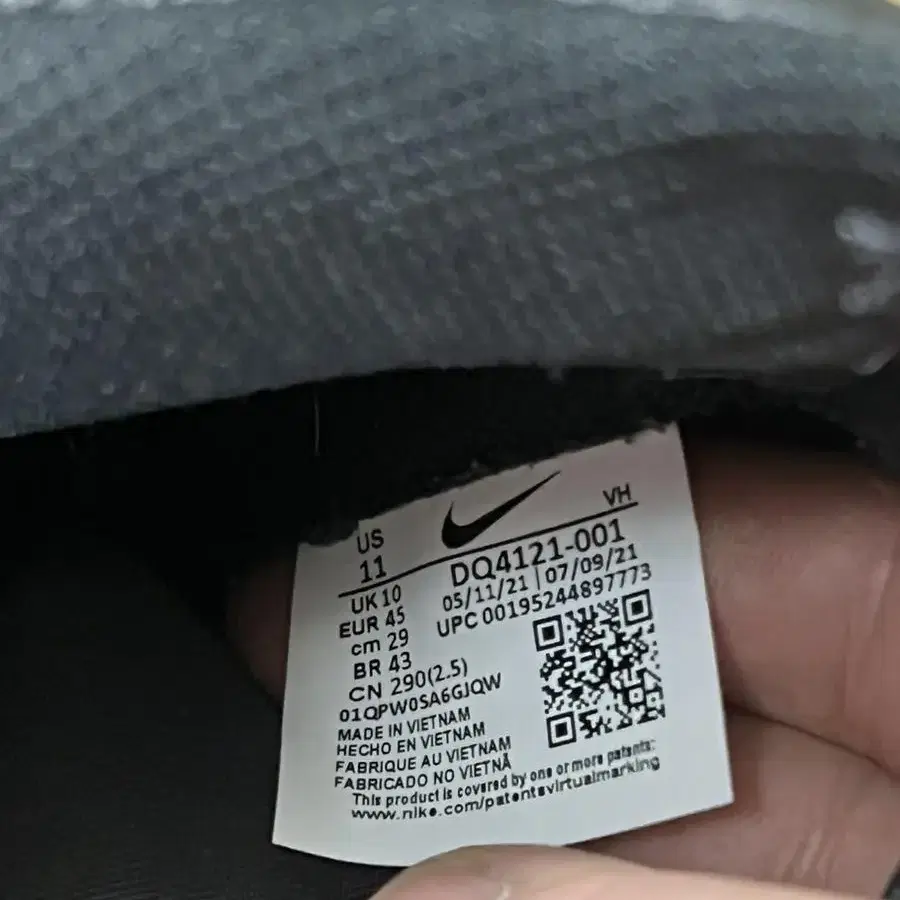 US
11
VH
DQ4121-001
05/11/21 | 07/09/21
UPC 00195244897773
UK 10
EUR 45
cm 29
BR 43
CN 290(2.5)
01QPW0SA6GJQW
MADE IN VIETNAM
HECHO EN VIETNAM
FABRIQUE AU VIETNAM
FABRICADO NO VIETNÃ
This product is covered by one or more patents:
www.nike.com/patentsvirtualmarking